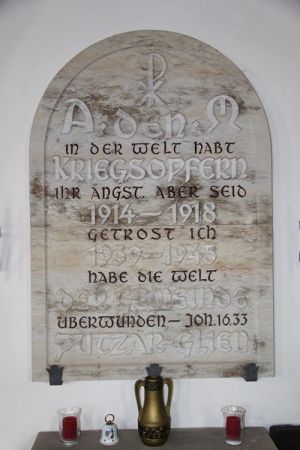 A·DEN·M
IN DER WELT HABT
KRIEGSOPFERN
IHR ANGST, ABER SEID
1914–1918
GETROST ICH
1939–1945
HABE DIE WELT
DER GEMEINDE
ÜBERWUNDEN – JOH. 16.33
PUTZAR-GLIEN